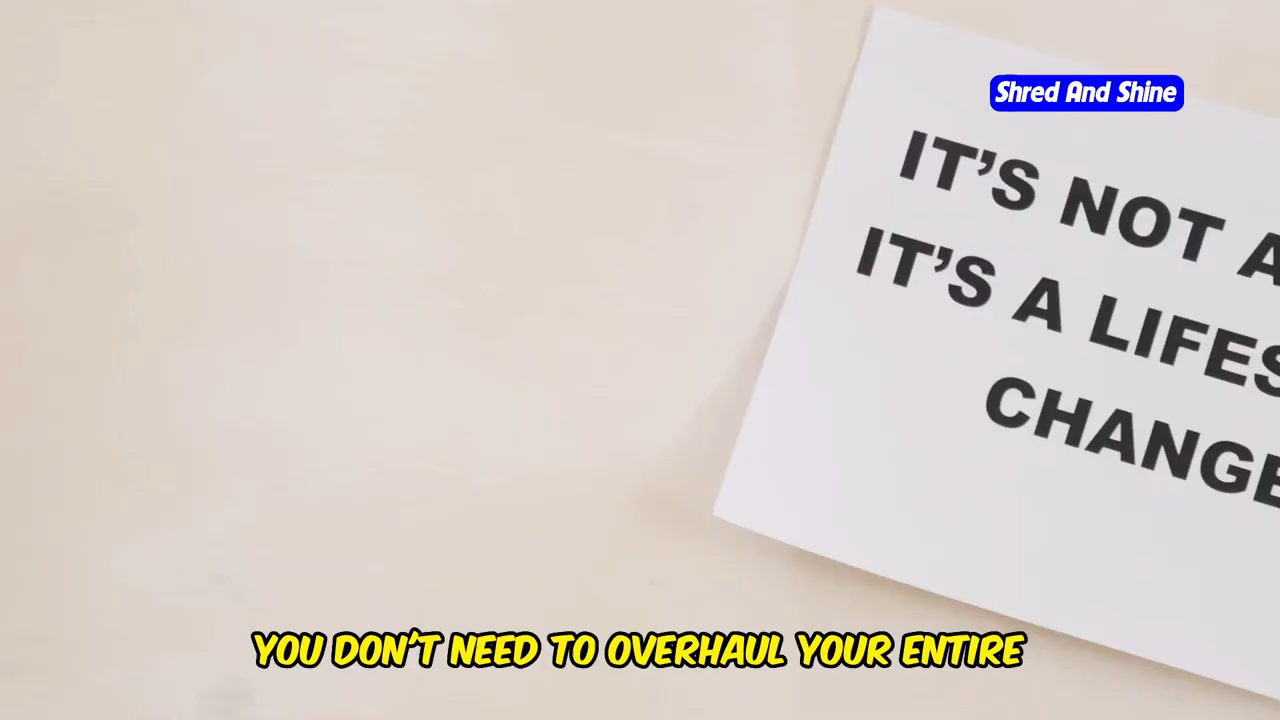 Shred And Shine
IT'S NOT A
IT'S A LIFES
CHANGE
YOU DON'T NEED TO OVERHAUL YOUR ENTIRE